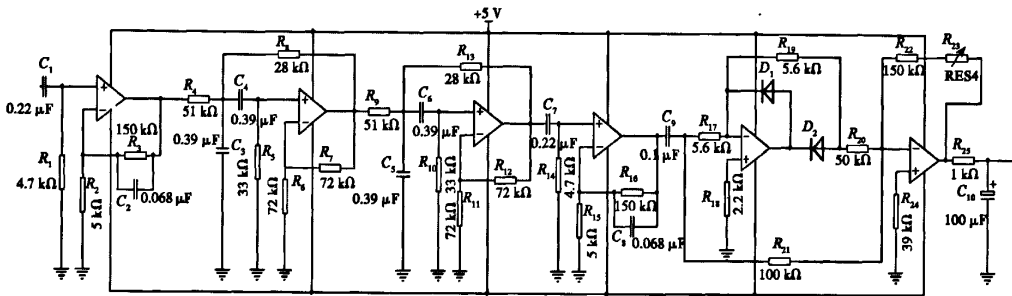 +5 V
C₁
0.22 μF
R₁
4.7 kΩ
R₂
5 kΩ
150 kΩ
R₃
C₂
0.068 μF
R₄
51 kΩ
R₈
28 kΩ
C₄
0.39 μF
0.39 μF
C₃
R₅
33 kΩ
R₆
72 kΩ
R₇
72 kΩ
R₉
51 kΩ
R₁₃
28 kΩ
C₆
0.39 μF
C₅
0.39 μF
R₁₀
33 kΩ
R₁₁
72 kΩ
R₁₂
72 kΩ
C₇
0.22 μF
R₁₄
4.7 kΩ
R₁₅
5 kΩ
R₁₆
150 kΩ
C₈
0.068 μF
C₉
0.1 μF
R₁₇
5.6 kΩ
R₁₈
2.2 kΩ
R₁₉
5.6 kΩ
D₁
D₂
R₂₀
50 kΩ
R₂₁
100 kΩ
R₂₂
150 kΩ
R₂₃
RES4
R₂₄
39 kΩ
R₂₅
1 kΩ
C₁₀
100 μF